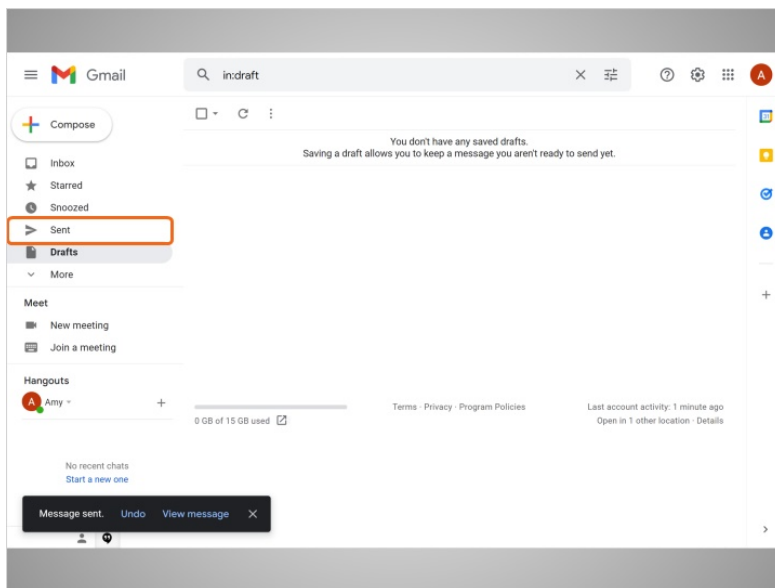 Gmail
in:draft
A
Compose
You don't have any saved drafts.
Saving a draft allows you to keep a message you aren't ready to send yet.
Inbox
Starred
Snoozed
Sent
Drafts
More
Meet
New meeting
Join a meeting
Hangouts
A Amy
0 GB of 15 GB used
Terms · Privacy · Program Policies
Last account activity: 1 minute ago
Open in 1 other location · Details
No recent chats
Start a new one
Message sent. Undo View message